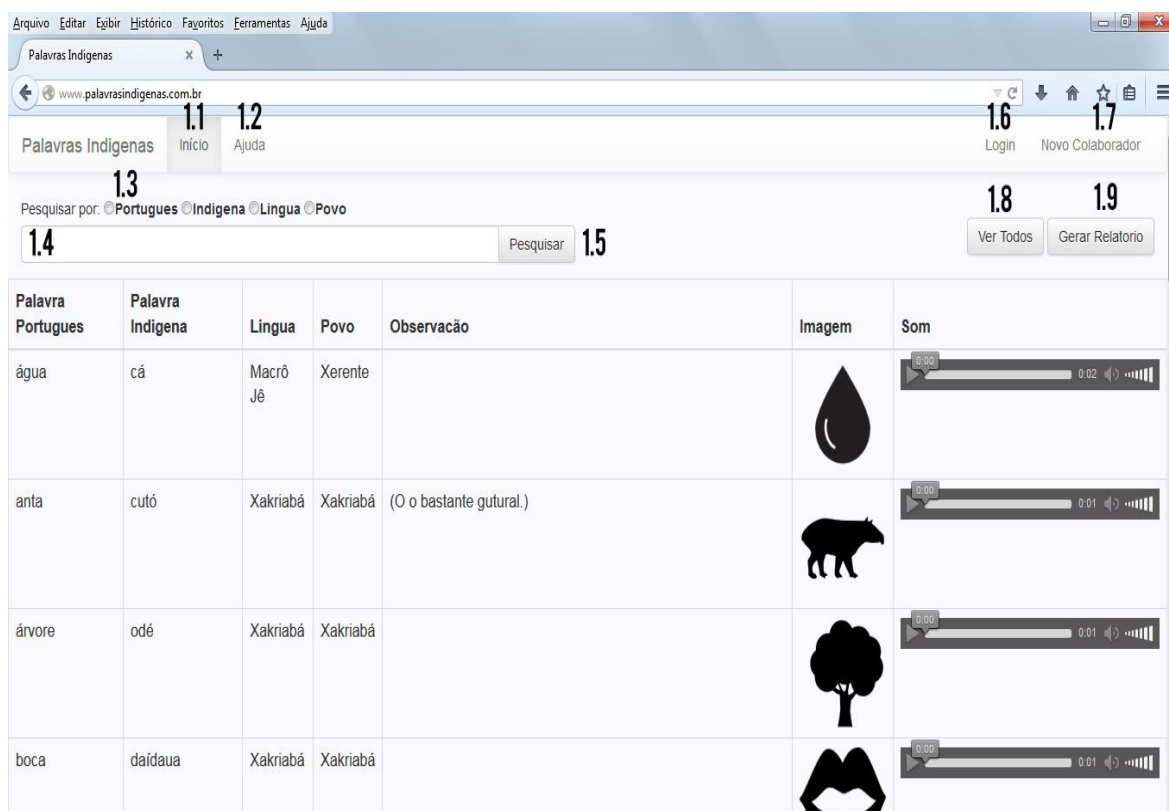 Arquivo Editar Exibir Histórico Favoritos Ferramentas Ajuda
Palavras Indigenas
www.palavrasindigenas.com.br
1.1 1.2 1.6 1.7
Palavras Indigenas Início Ajuda Login Novo Colaborador
1.3 1.8 1.9
Pesquisar por: Portugues Indigena Lingua Povo
1.4 Pesquisar 1.5 Ver Todos Gerar Relatorio
Palavra Portugues Palavra Indigena Lingua Povo Observacão Imagem Som
água cá Macrô Jê Xerente 0:00 0:02
anta cutó Xakriabá Xakriabá (O o bastante gutural.) 0:00 0:01
árvore odé Xakriabá Xakriabá 0:00 0:01
boca daídaua Xakriabá Xakriabá 0:00 0:01